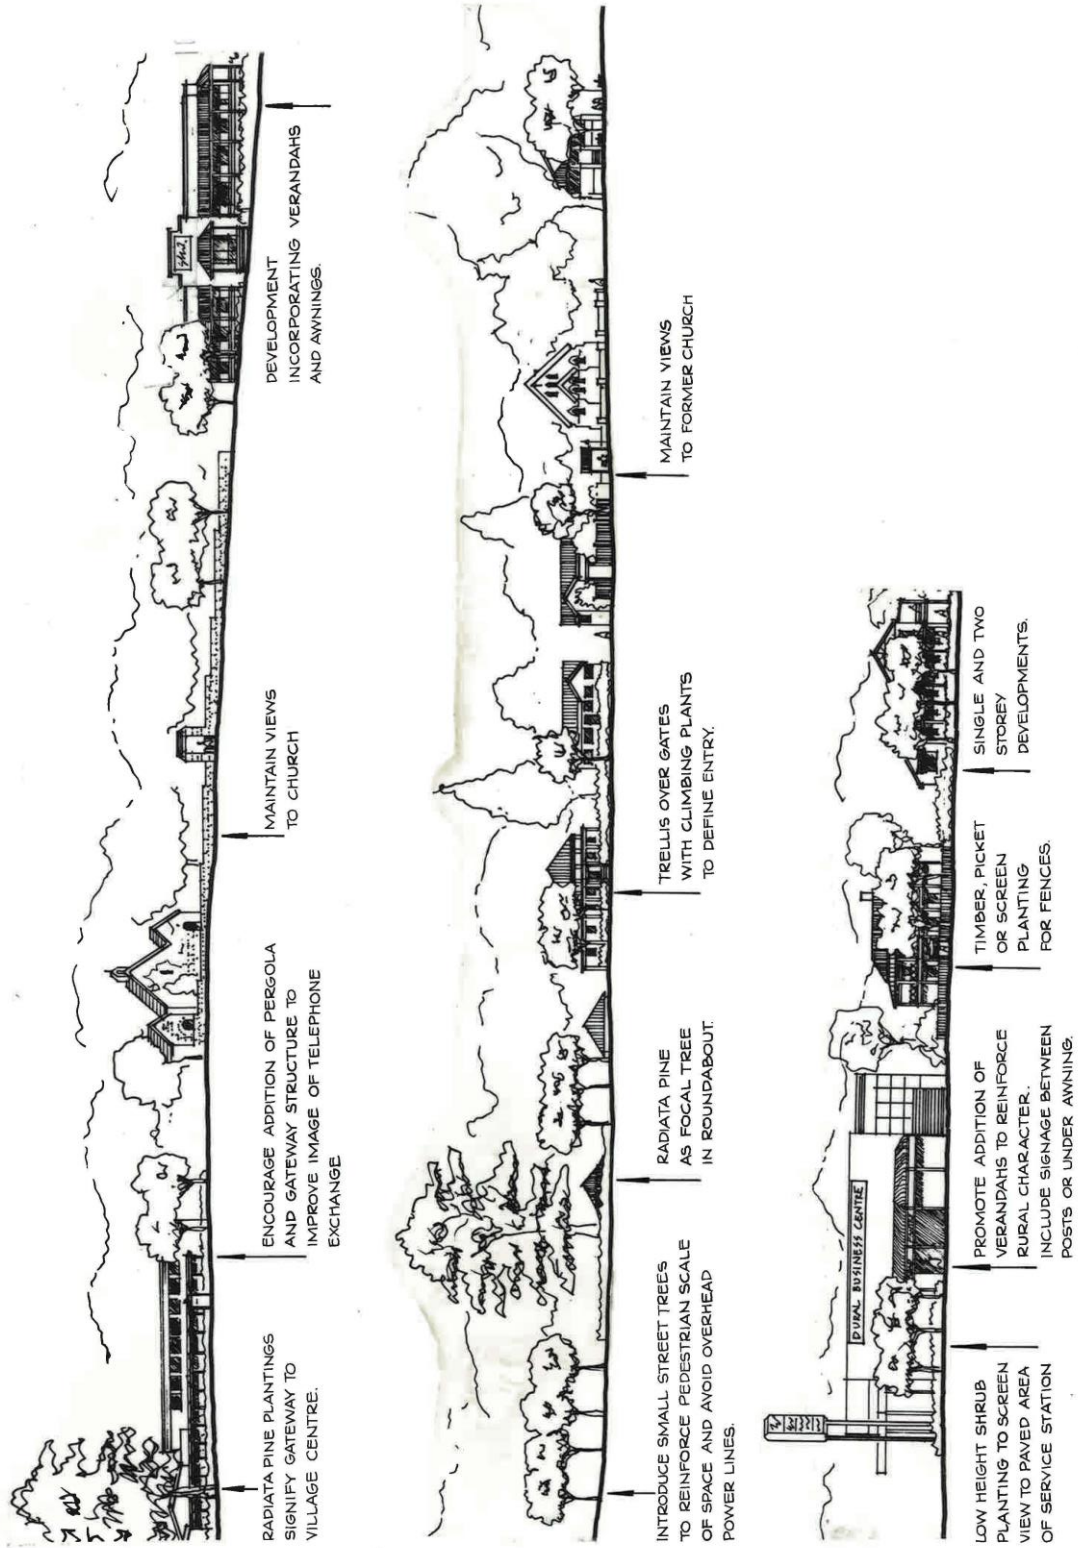 RADIATA PINE PLANTINGS
SIGNIFY GATEWAY TO
VILLAGE CENTRE.
ENCOURAGE ADDITION OF PERGOLA
AND GATEWAY STRUCTURE TO
IMPROVE IMAGE OF TELEPHONE
EXCHANGE
MAINTAIN VIEWS
TO CHURCH
DEVELOPMENT
INCORPORATING VERANDAHS
AND AWNINGS.
INTRODUCE SMALL STREET TREES
TO REINFORCE PEDESTRIAN SCALE
OF SPACE AND AVOID OVERHEAD
POWER LINES.
RADIATA PINE
AS FOCAL TREE
IN ROUNDABOUT.
TRELLIS OVER GATES
WITH CLIMBING PLANTS
TO DEFINE ENTRY.
MAINTAIN VIEWS
TO FORMER CHURCH
DURAL BUSINESS CENTRE
LOW HEIGHT SHRUB
PLANTING TO SCREEN
VIEW TO PAVED AREA
OF SERVICE STATION
PROMOTE ADDITION OF
VERANDAHS TO REINFORCE
RURAL CHARACTER.
INCLUDE SIGNAGE BETWEEN
POSTS OR UNDER AWNING.
TIMBER, PICKET
OR SCREEN
PLANTING
FOR FENCES.
SINGLE AND TWO
STOREY
DEVELOPMENTS.